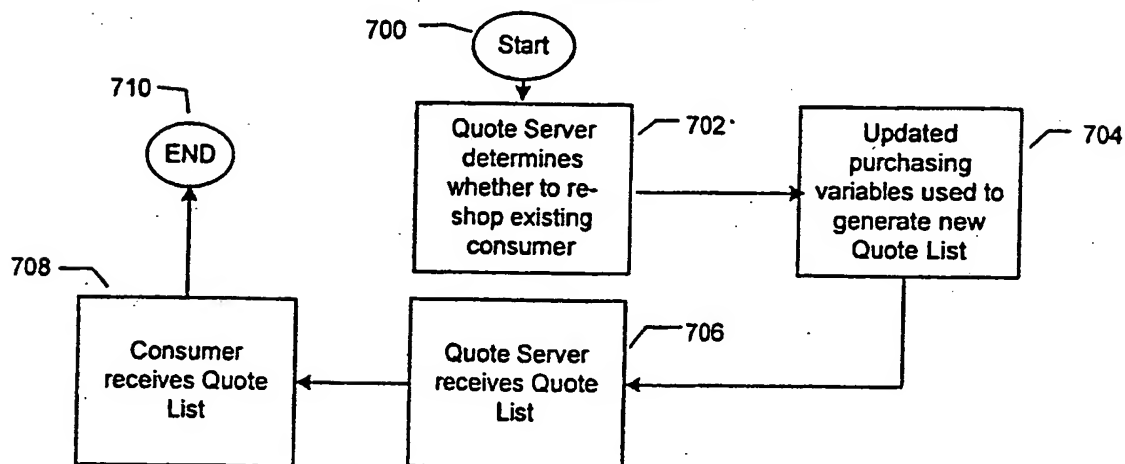 700
Start
710
END
Quote Server
determines
whether to re-
shop existing
consumer
702
Updated
purchasing
variables used to
generate new
Quote List
704
708
Consumer
receives Quote
List
Quote Server
receives Quote
List
706